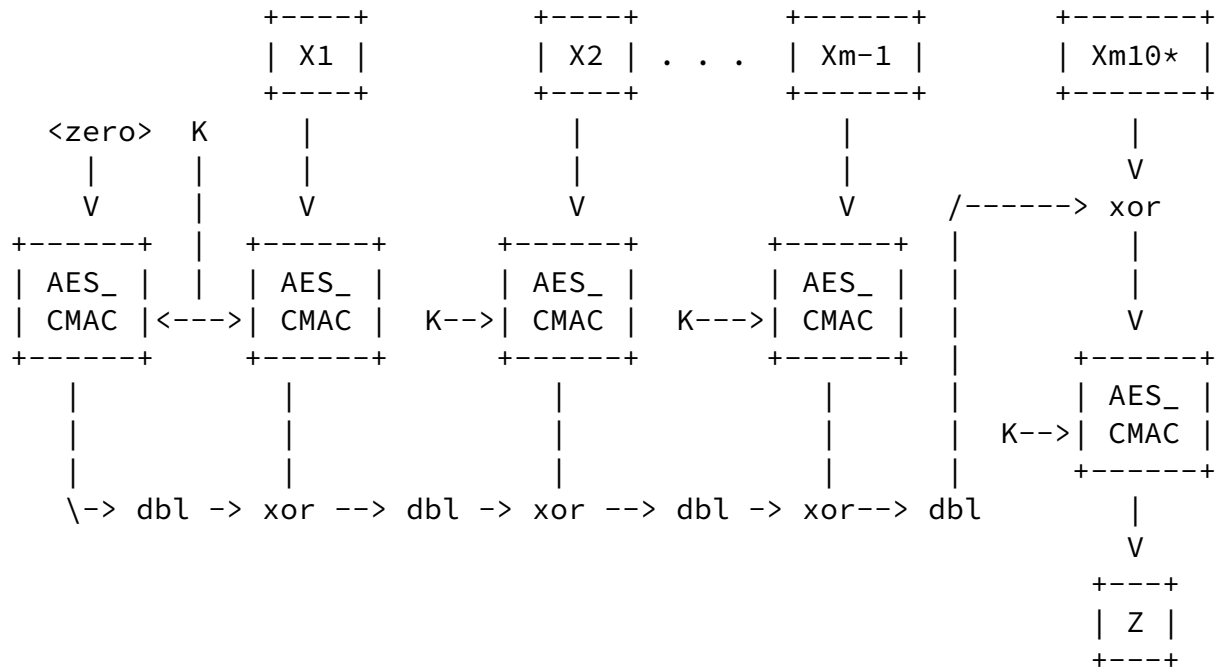 +----+ +----+ +------+ +-------+
| X1 | | X2 | . . . | Xm-1 | | Xm10* |
+----+ +----+ +------+ +-------+
<zero> K | | | |
| | | | | V
V | V V V /------> xor
+------+ | +------+ +------+ +------+ | |
| AES_ | | | AES_ | | AES_ | | AES_ | | |
| CMAC |<--->| CMAC | K-->| CMAC | K--->| CMAC | | V
+------+ +------+ +------+ +------+ | +------+
| | | | | | AES_ |
| | | | | K-->| CMAC |
| | | | | +------+
\-> dbl -> xor --> dbl -> xor --> dbl -> xor--> dbl |
V
+---+
| Z |
+---+